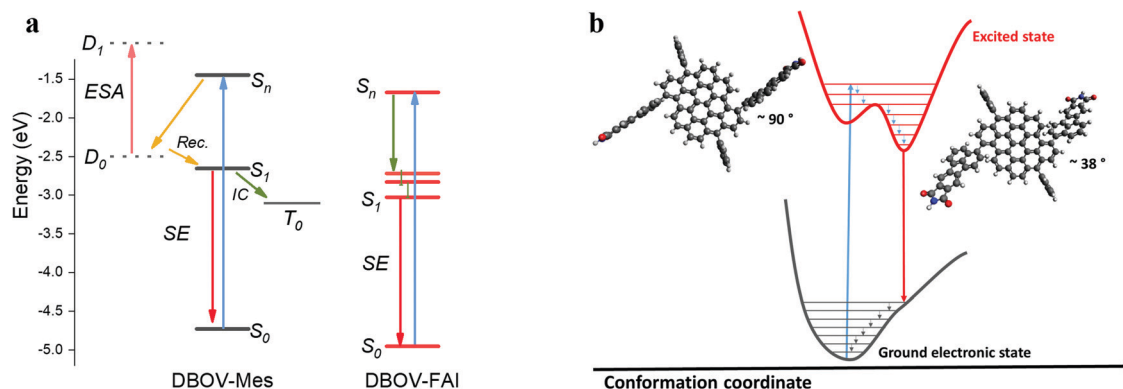 a
D1
ESA
D0
Rec.
Sn
S1
IC
T0
SE
S0
DBOV-Mes
Energy (eV)
-1.5
-2.0
-2.5
-3.0
-3.5
-4.0
-4.5
-5.0
Sn
S1
SE
S0
DBOV-FAI
b
Excited state
~ 90 °
~ 38 °
Ground electronic state
Conformation coordinate